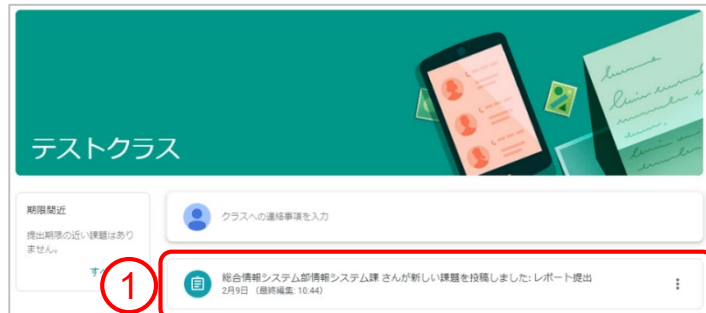 テストクラス
期限間近
提出期限の近い課題はあり
ません。
クラスへの連絡事項を入力
①
総合情報システム部情報システム課 さんが新しい課題を投稿しました: レポート提出
2月9日 (最終編集: 10:44)